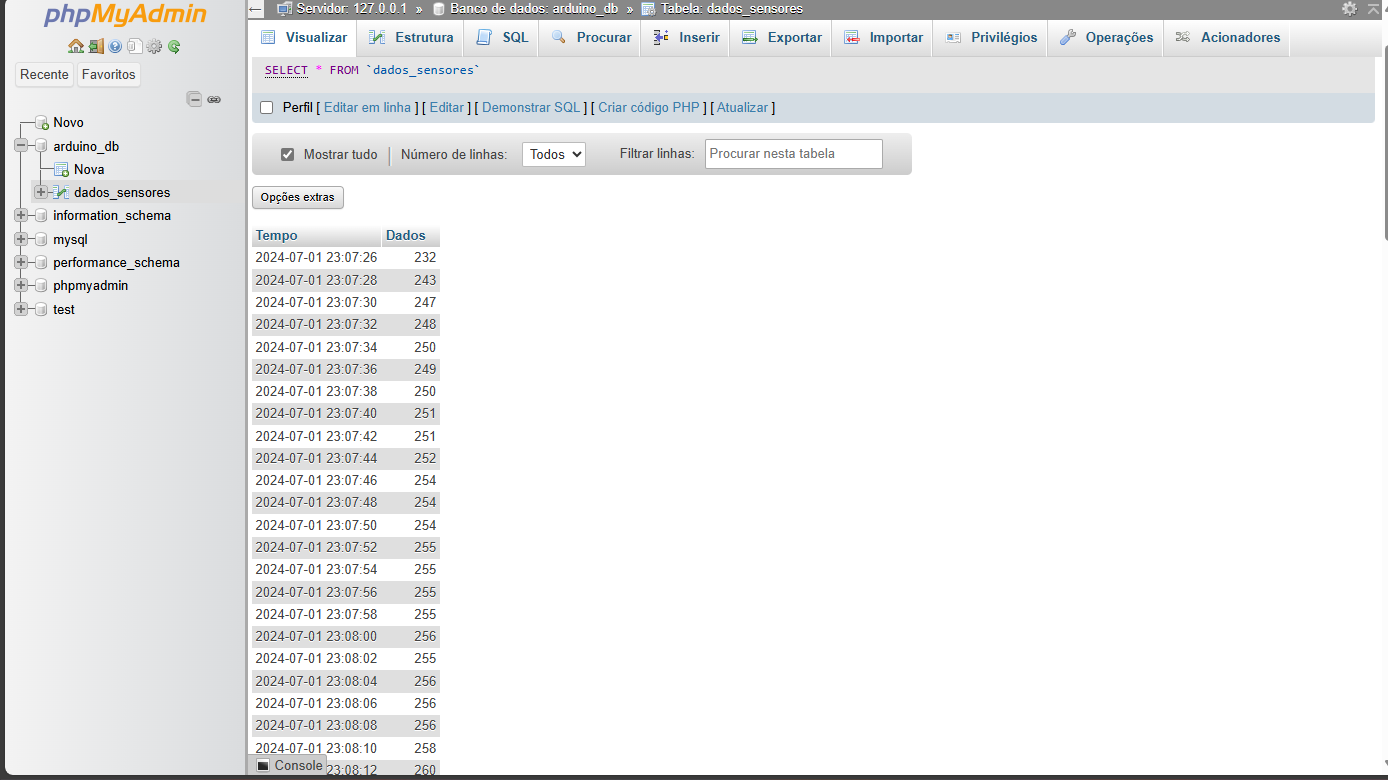 phpMyAdmin
Recente Favoritos
Novo
arduino_db
Nova
dados_sensores
information_schema
mysql
performance_schema
phpmyadmin
test
Servidor: 127.0.0.1 » Banco de dados: arduino_db » Tabela: dados_sensores
Visualizar Estrutura SQL Procurar Inserir Exportar Importar Privilégios Operações Acionadores
SELECT * FROM `dados_sensores`
Perfil [ Editar em linha ] [ Editar ] [ Demonstrar SQL ] [ Criar código PHP ] [ Atualizar ]
Mostrar tudo | Número de linhas: Todos Filtrar linhas: Procurar nesta tabela
Opções extras
Tempo Dados
2024-07-01 23:07:26 232
2024-07-01 23:07:28 243
2024-07-01 23:07:30 247
2024-07-01 23:07:32 248
2024-07-01 23:07:34 250
2024-07-01 23:07:36 249
2024-07-01 23:07:38 250
2024-07-01 23:07:40 251
2024-07-01 23:07:42 251
2024-07-01 23:07:44 252
2024-07-01 23:07:46 254
2024-07-01 23:07:48 254
2024-07-01 23:07:50 254
2024-07-01 23:07:52 255
2024-07-01 23:07:54 255
2024-07-01 23:07:56 255
2024-07-01 23:07:58 255
2024-07-01 23:08:00 256
2024-07-01 23:08:02 255
2024-07-01 23:08:04 256
2024-07-01 23:08:06 256
2024-07-01 23:08:08 256
2024-07-01 23:08:10 258
Console 23:08:12 260